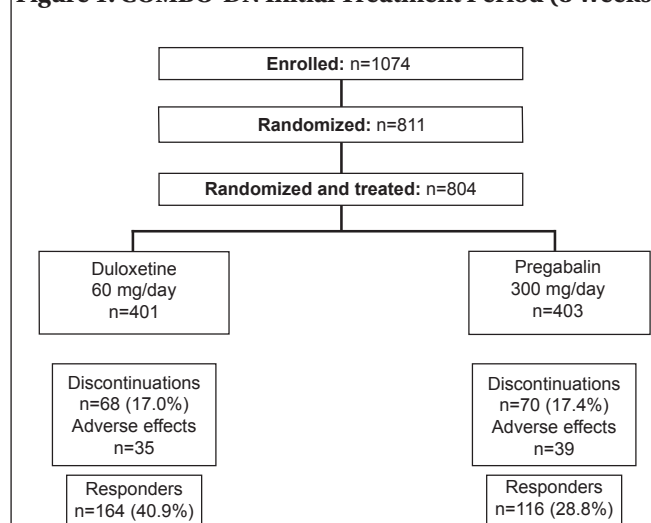 Figure 1. COMBO-DN Initial Treatment Period (8 weeks
Enrolled: n=1074
Randomized: n=811
Randomized and treated: n=804
Duloxetine
60 mg/day
n=401
Pregabalin
300 mg/day
n=403
Discontinuations
n=68 (17.0%)
Adverse effects
n=35
Discontinuations
n=70 (17.4%)
Adverse effects
n=39
Responders
n=164 (40.9%)
Responders
n=116 (28.8%)